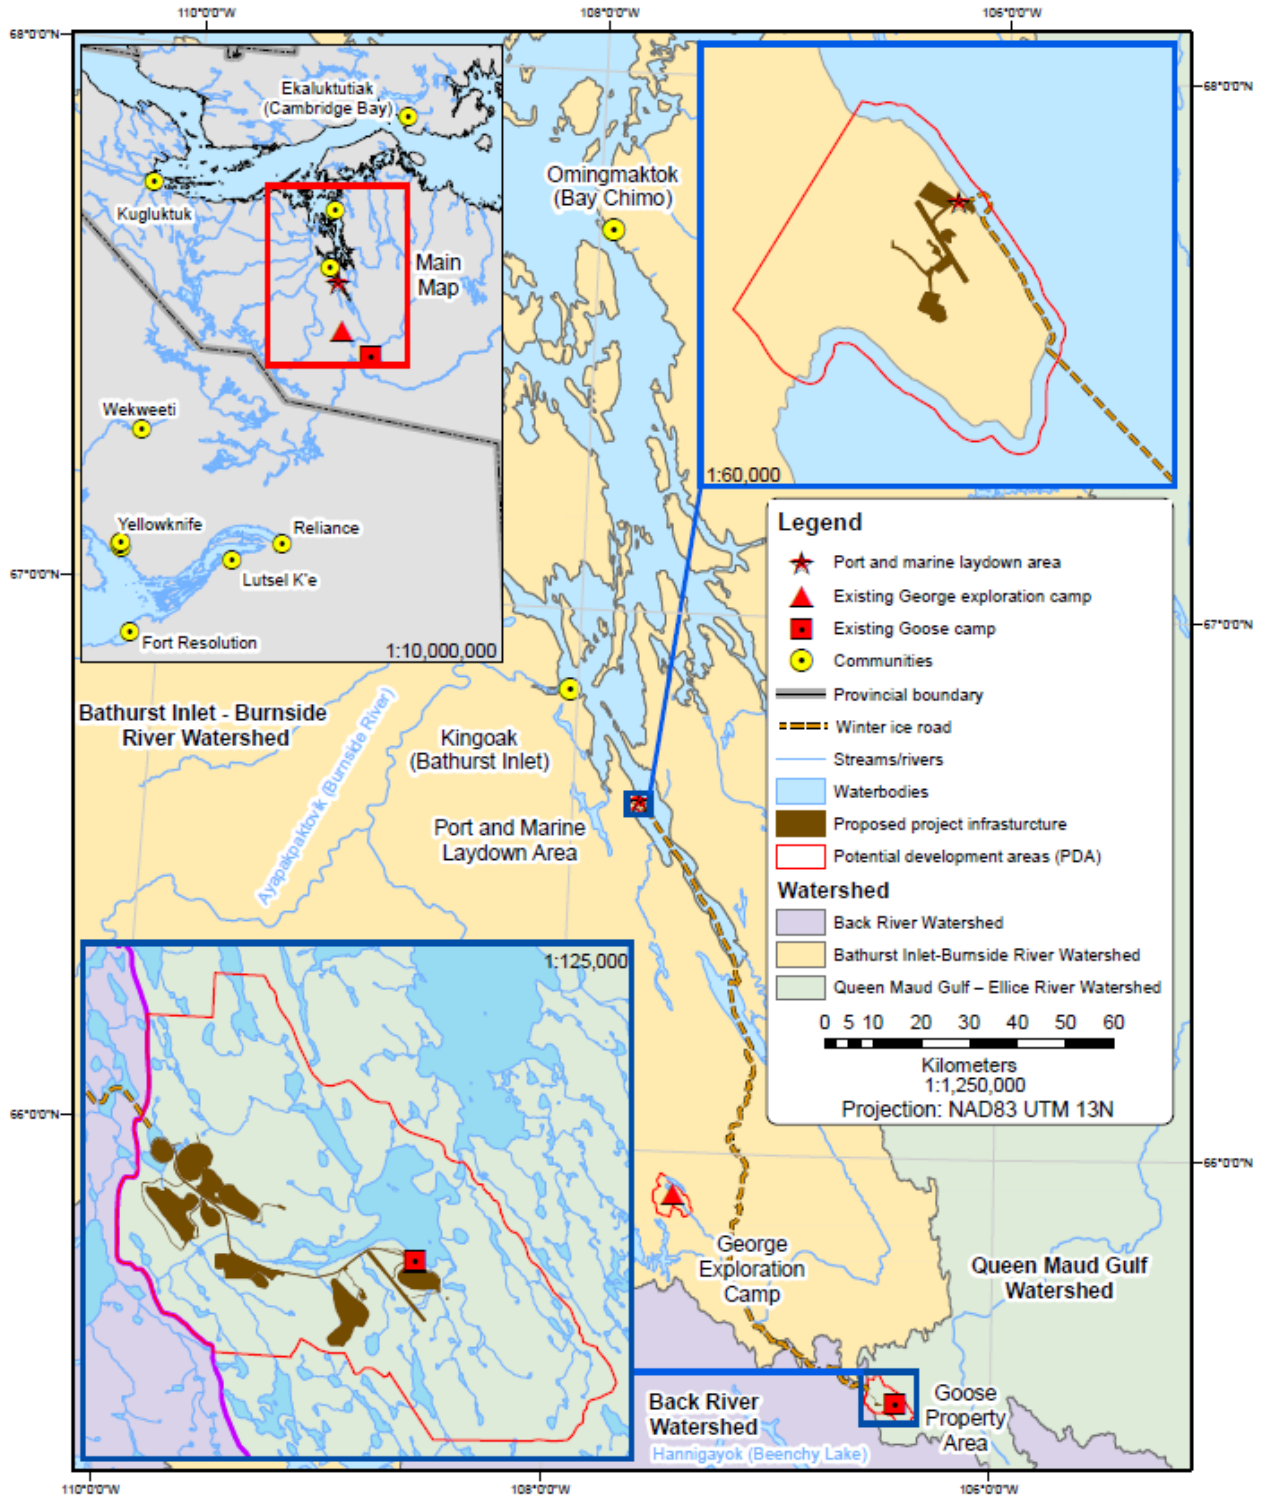 110°0'0"W
108°0'0"W
106°0'0"W
68°0'0"N
68°0'0"N
Ekaluktutiak
(Cambridge Bay)
Kugluktuk
Main
Map
Wekweeti
Yellowknife
Reliance
Lutsel K'e
Fort Resolution
1:10,000,000
Omingmaktok
(Bay Chimo)
1:60,000
67°0'0"N
67°0'0"N
Legend
Port and marine laydown area
Existing George exploration camp
Existing Goose camp
Communities
Provincial boundary
Winter ice road
Streams/rivers
Waterbodies
Proposed project infrasturcture
Potential development areas (PDA)
Watershed
Back River Watershed
Bathurst Inlet-Burnside River Watershed
Queen Maud Gulf – Ellice River Watershed
0 5 10 20 30 40 50 60
Kilometers
1:1,250,000
Projection: NAD83 UTM 13N
Bathurst Inlet - Burnside
River Watershed
Ayapakpaktovik (Burnside River)
Kingoak
(Bathurst Inlet)
Port and Marine
Laydown Area
1:125,000
66°0'0"N
66°0'0"N
George
Exploration
Camp
Queen Maud Gulf
Watershed
Back River
Watershed
Hannigayok (Beenchy Lake)
Goose
Property
Area
110°0'0"W
108°0'0"W
106°0'0"W